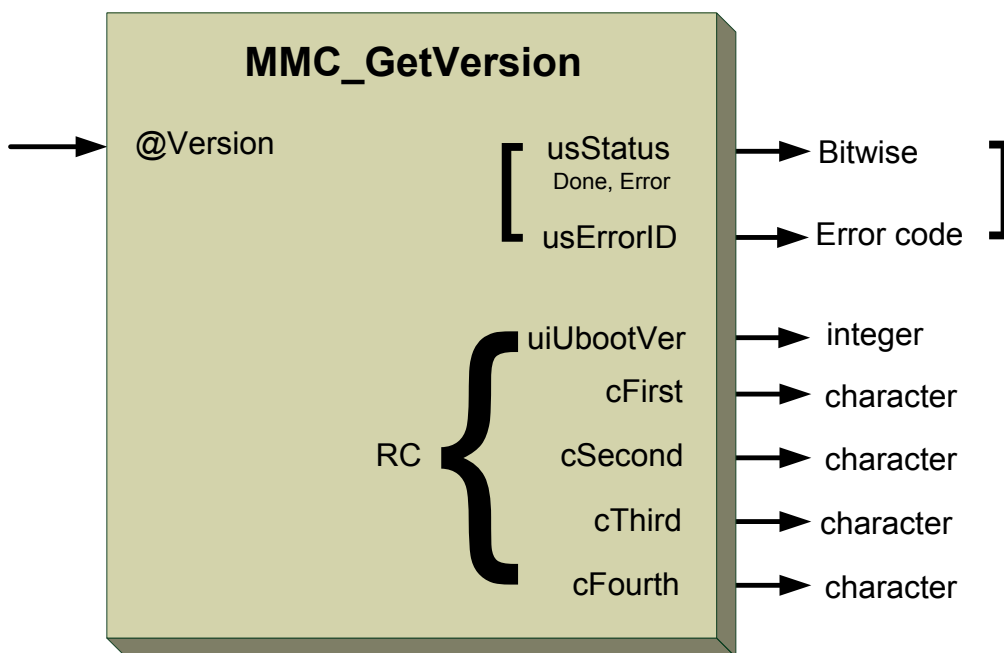 MMC_GetVersion
@Version
usStatus
Bitwise
Done, Error
usErrorID
Error code
uiUbootVer
integer
cFirst
character
RC
cSecond
character
cThird
character
cFourth
character